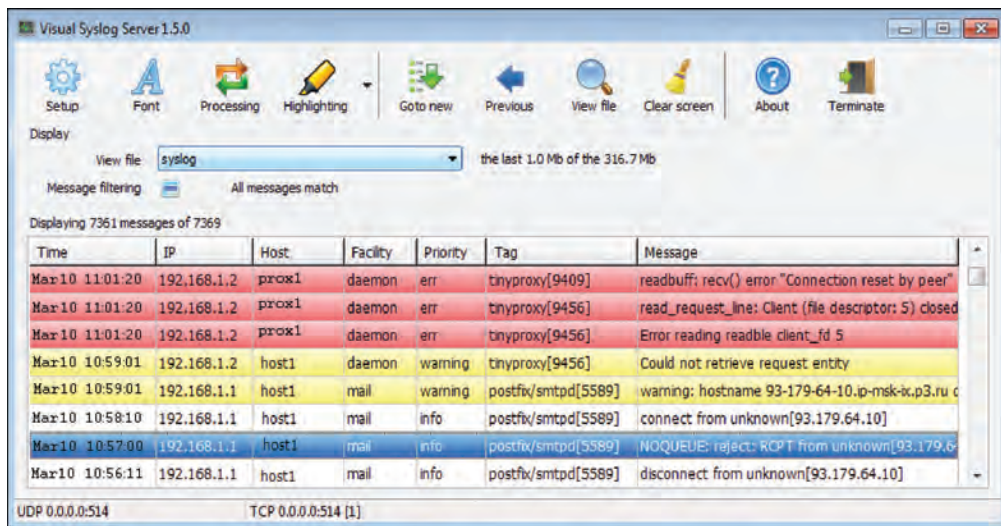 Visual Syslog Server 1.5.0
Setup Font Processing Highlighting Goto new Previous View file Clear screen About Terminate
Display
View file syslog the last 1.0 Mb of the 316.7 Mb
Message filtering All messages match
Displaying 7361 messages of 7369
Time IP Host Facility Priority Tag Message
Mar10 11:01:20 192.168.1.2 prox1 daemon err tinyproxy[9409] readbuff: recv() error "Connection reset by peer"
Mar10 11:01:20 192.168.1.2 prox1 daemon err tinyproxy[9456] read_request_line: Client (file descriptor: 5) closed
Mar10 11:01:20 192.168.1.2 prox1 daemon err tinyproxy[9456] Error reading readble client_fd 5
Mar10 10:59:01 192.168.1.2 host1 daemon warning tinyproxy[9456] Could not retrieve request entity
Mar10 10:59:01 192.168.1.1 host1 mail warning postfix/smtpd[5589] warning: hostname 93-179-64-10.ip-msk-ix.p3.ru
Mar10 10:58:10 192.168.1.1 host1 mail info postfix/smtpd[5589] connect from unknown[93.179.64.10]
Mar10 10:57:00 192.168.1.1 host1 mail info postfix/smtpd[5589] NOQUEUE: reject: RCPT from unknown[93.179.6
Mar10 10:56:11 192.168.1.1 host1 mail info postfix/smtpd[5589] disconnect from unknown[93.179.64.10]
UDP 0.0.0.0:514 TCP 0.0.0.0:514 [1]